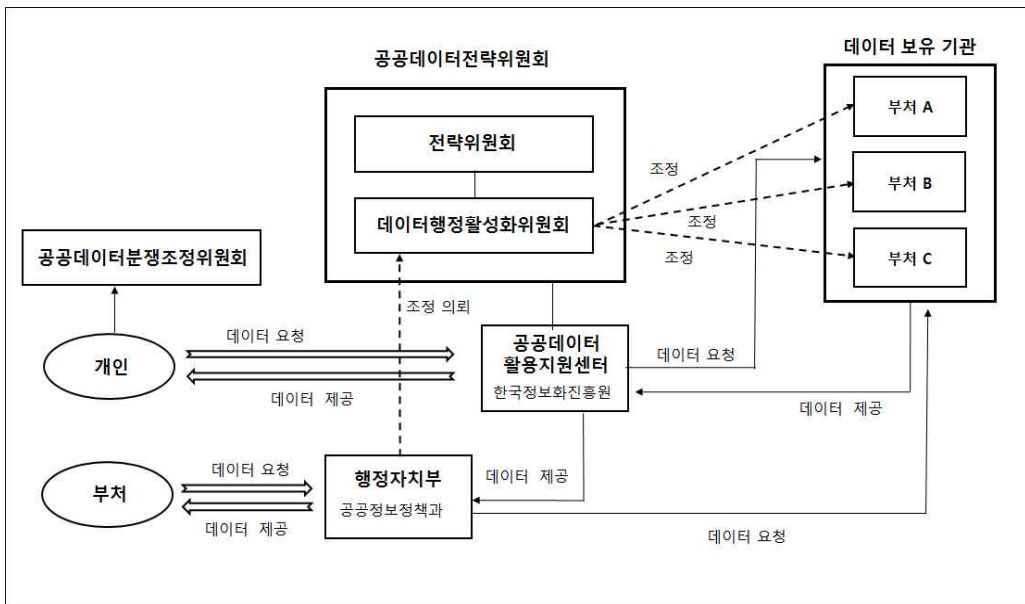 공공데이터전략위원회
데이터 보유 기관
전략위원회
데이터행정활성화위원회
부처 A
부처 B
부처 C
조정
조정
조정
공공데이터분쟁조정위원회
조정 의뢰
개인
데이터 요청
데이터 제공
공공데이터
활용지원센터
한국정보화진흥원
데이터 요청
데이터 제공
부처
데이터 요청
데이터 제공
행정자치부
공공정보정책과
데이터 제공
데이터 요청